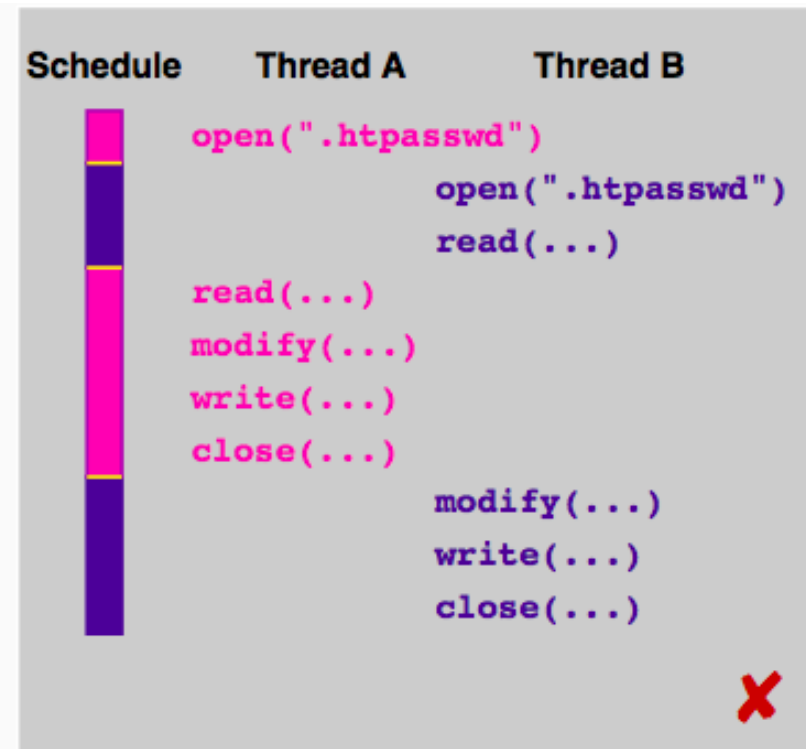 Schedule Thread A Thread B
open(".htpasswd")
open(".htpasswd")
read(...)
read(...)
modify(...)
write(...)
close(...)
modify(...)
write(...)
close(...)